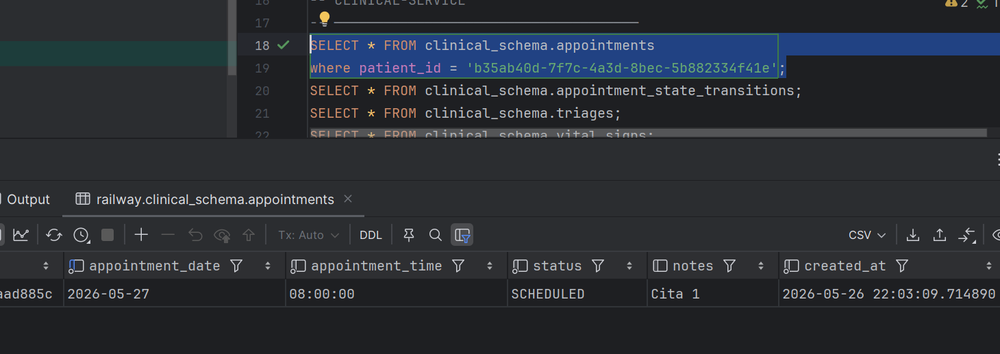 16 -- CLINICAL-SERVICE
17 --
18 SELECT * FROM clinical_schema.appointments
19 where patient_id = 'b35ab40d-7f7c-4a3d-8bec-5b882334f41e';
20 SELECT * FROM clinical_schema.appointment_state_transitions;
21 SELECT * FROM clinical_schema.triages;
22 SELECT * FROM clinical_schema.vital_signs;
2 1
Output railway.clinical_schema.appointments
Tx: Auto DDL CSV
appointment_date appointment_time status notes created_at
aad885c 2026-05-27 08:00:00 SCHEDULED Cita 1 2026-05-26 22:03:09.714890